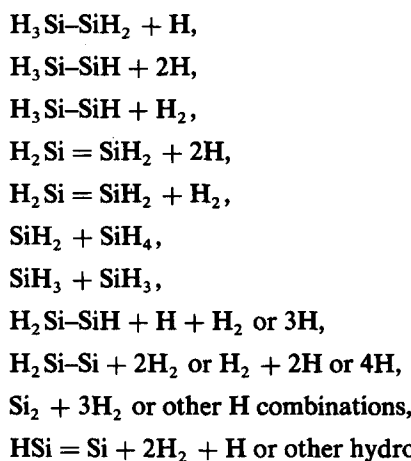 H₃Si–SiH₂ + H,
H₃Si–SiH + 2H,
H₃Si–SiH + H₂,
H₂Si = SiH₂ + 2H,
H₂Si = SiH₂ + H₂,
SiH₂ + SiH₄,
SiH₃ + SiH₃,
H₂Si–SiH + H + H₂ or 3H,
H₂Si–Si + 2H₂ or H₂ + 2H or 4H,
Si₂ + 3H₂ or other H combinations,
HSi = Si + 2H₂ + H or other hydro